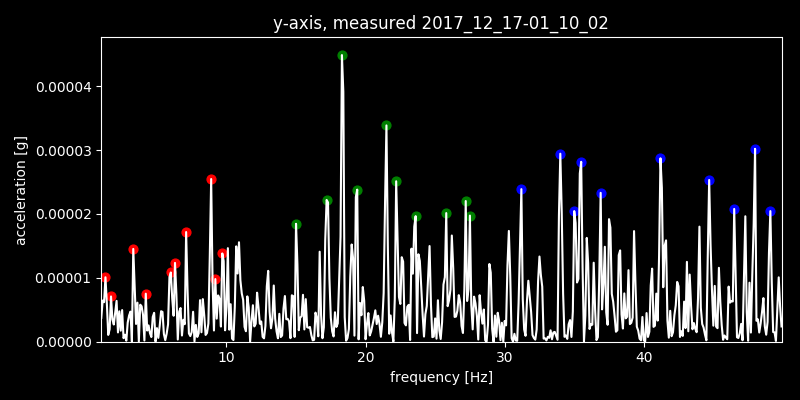 y-axis, measured 2017_12_17-01_10_02
acceleration [g]
0.00004
0.00003
0.00002
0.00001
0.00000
10 20 30 40
frequency [Hz]